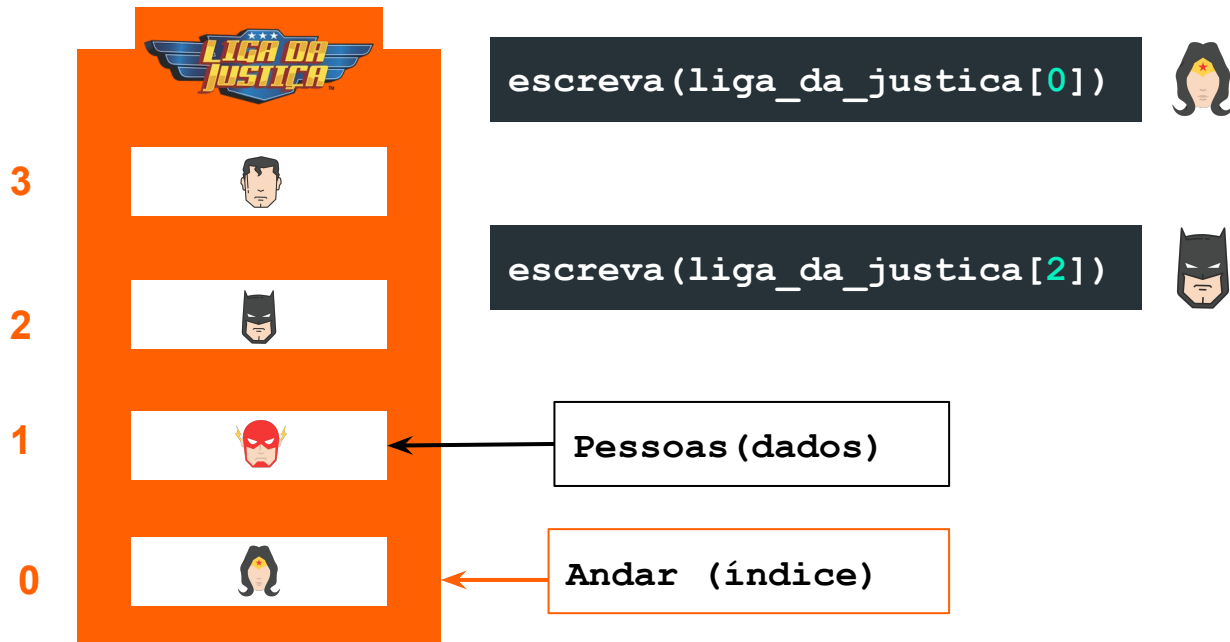 LIGA DA
JUSTIÇA
escreva(liga_da_justica[0])
3
escreva(liga_da_justica[2])
2
1
Pessoas(dados)
0
Andar (índice)